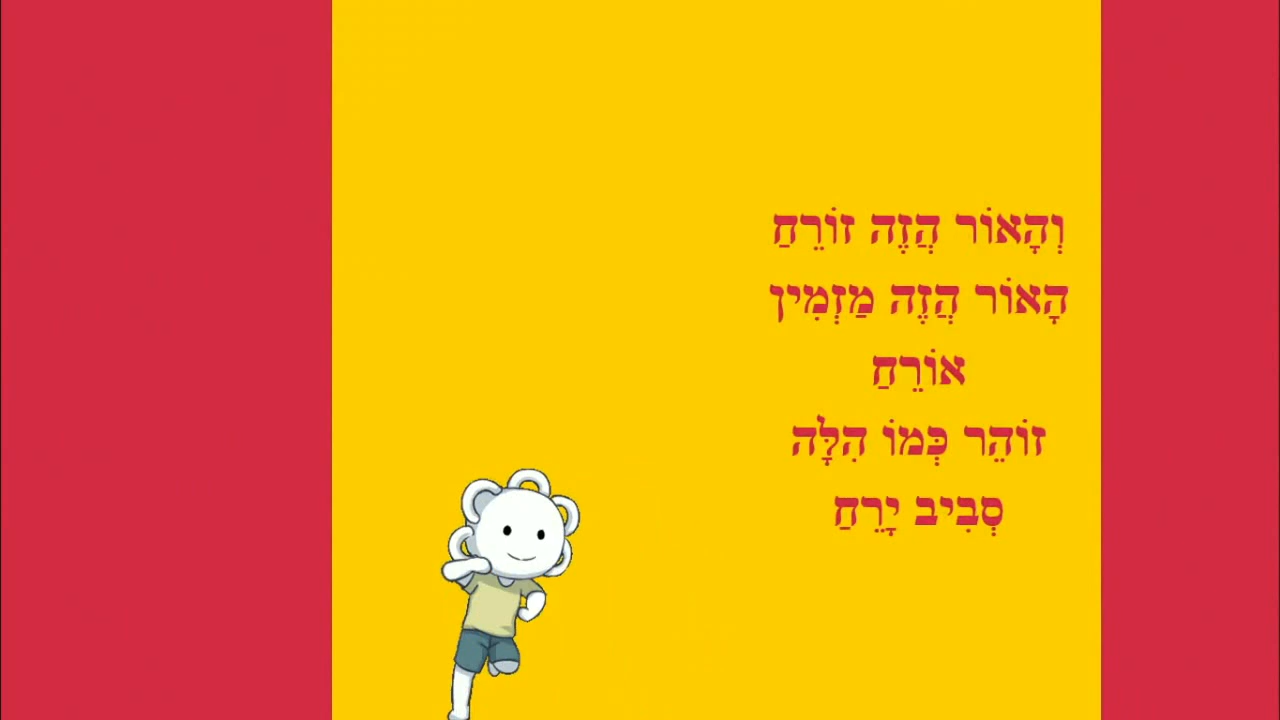 וְהָאוֹר הֲזֶה זוֹרֵחַ
הָאוֹר הֲזֶה מַזְמִין
אוֹרֵחַ
זוֹהֵר כְּמוֹ הִלָּה
סְבִיב יָרֵחַ